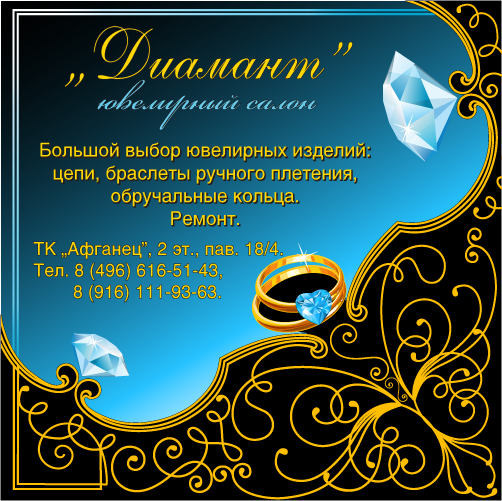 „Диамант”
ювелирный салон
Большой выбор ювелирных изделий:
цепи, браслеты ручного плетения,
обручальные кольца.
Ремонт.
ТК „Афганец”, 2 эт., пав. 18/4.
Тел. 8 (496) 616-51-43,
8 (916) 111-93-63.